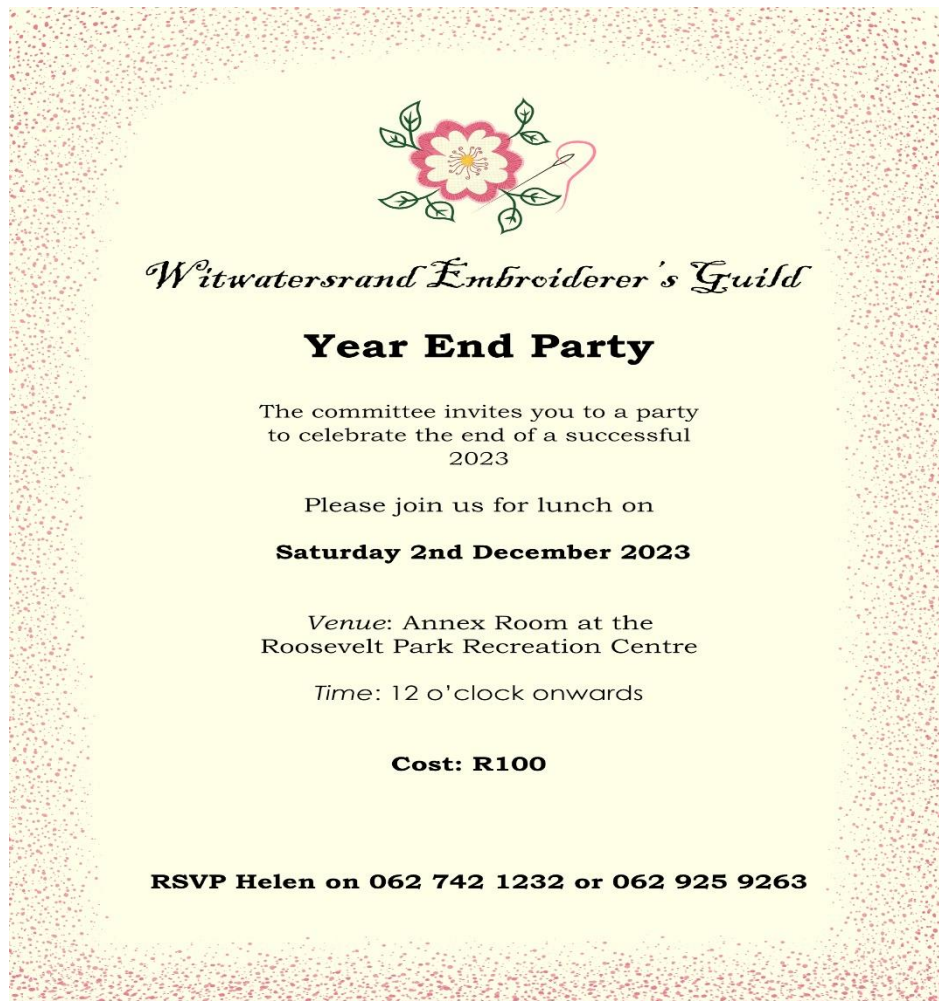 Witwatersrand Embroiderer's Guild
Year End Party
The committee invites you to a party
to celebrate the end of a successful
2023
Please join us for lunch on
Saturday 2nd December 2023
Venue: Annex Room at the
Roosevelt Park Recreation Centre
Time: 12 o'clock onwards
Cost: R100
RSVP Helen on 062 742 1232 or 062 925 9263